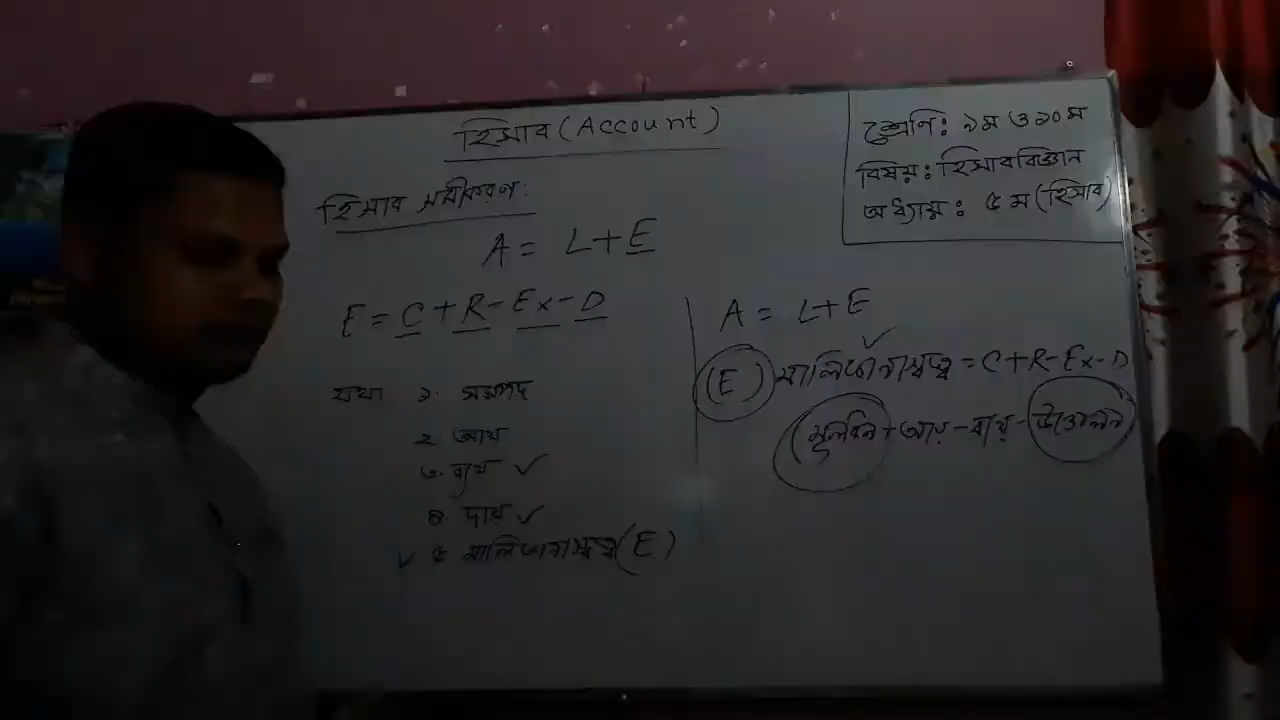 হিসাব (Account)
শ্রেণি: ৯ম ও ১০ম
বিষয়: হিসাববিজ্ঞান
অধ্যায়: ৫ম (হিসাব)
হিসাব সমীকরণ:
A = L+E
E = C+R-Ex-D
যথা ১. সম্পদ
২. আয়
৩. ব্যয়
৪. দায়
৫. মালিকানাস্বত্ব (E)
A = L+E
(E) মালিকানাস্বত্ব = C+R-Ex-D
(মূলধন + আয় - ব্যয় - উত্তোলন